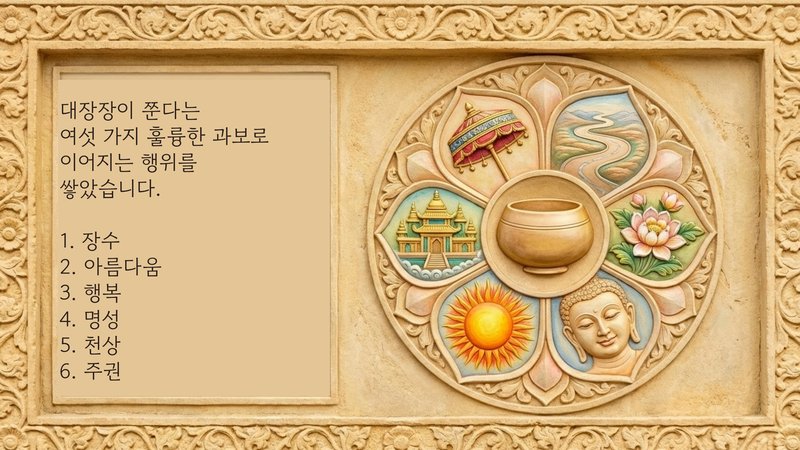 대장장이 쭌다는
여섯 가지 훌륭한 과보로
이어지는 행위를
쌓았습니다.
1. 장수
2. 아름다움
3. 행복
4. 명성
5. 천상
6. 주권